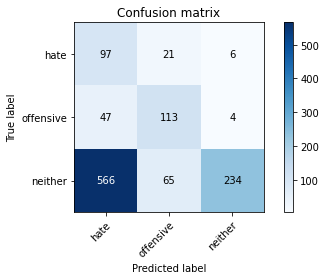 Confusion matrix
True label
hate 97 21 6
offensive 47 113 4
neither 566 65 234
hate offensive neither
Predicted label
500
400
300
200
100